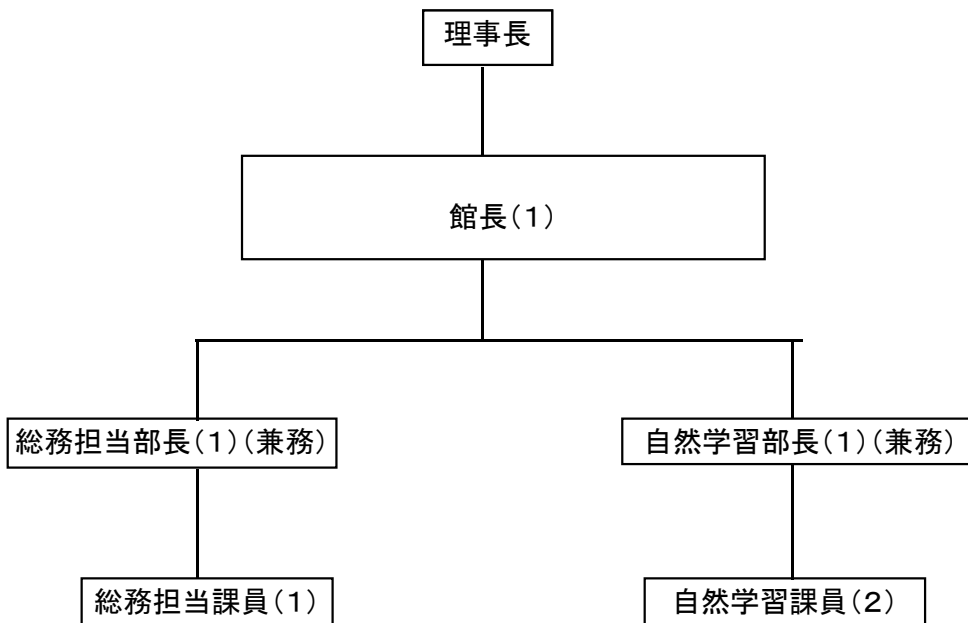 理事長
館長(1)
総務担当部長(1)(兼務)
自然学習部長(1)(兼務)
総務担当課員(1)
自然学習課員(2)